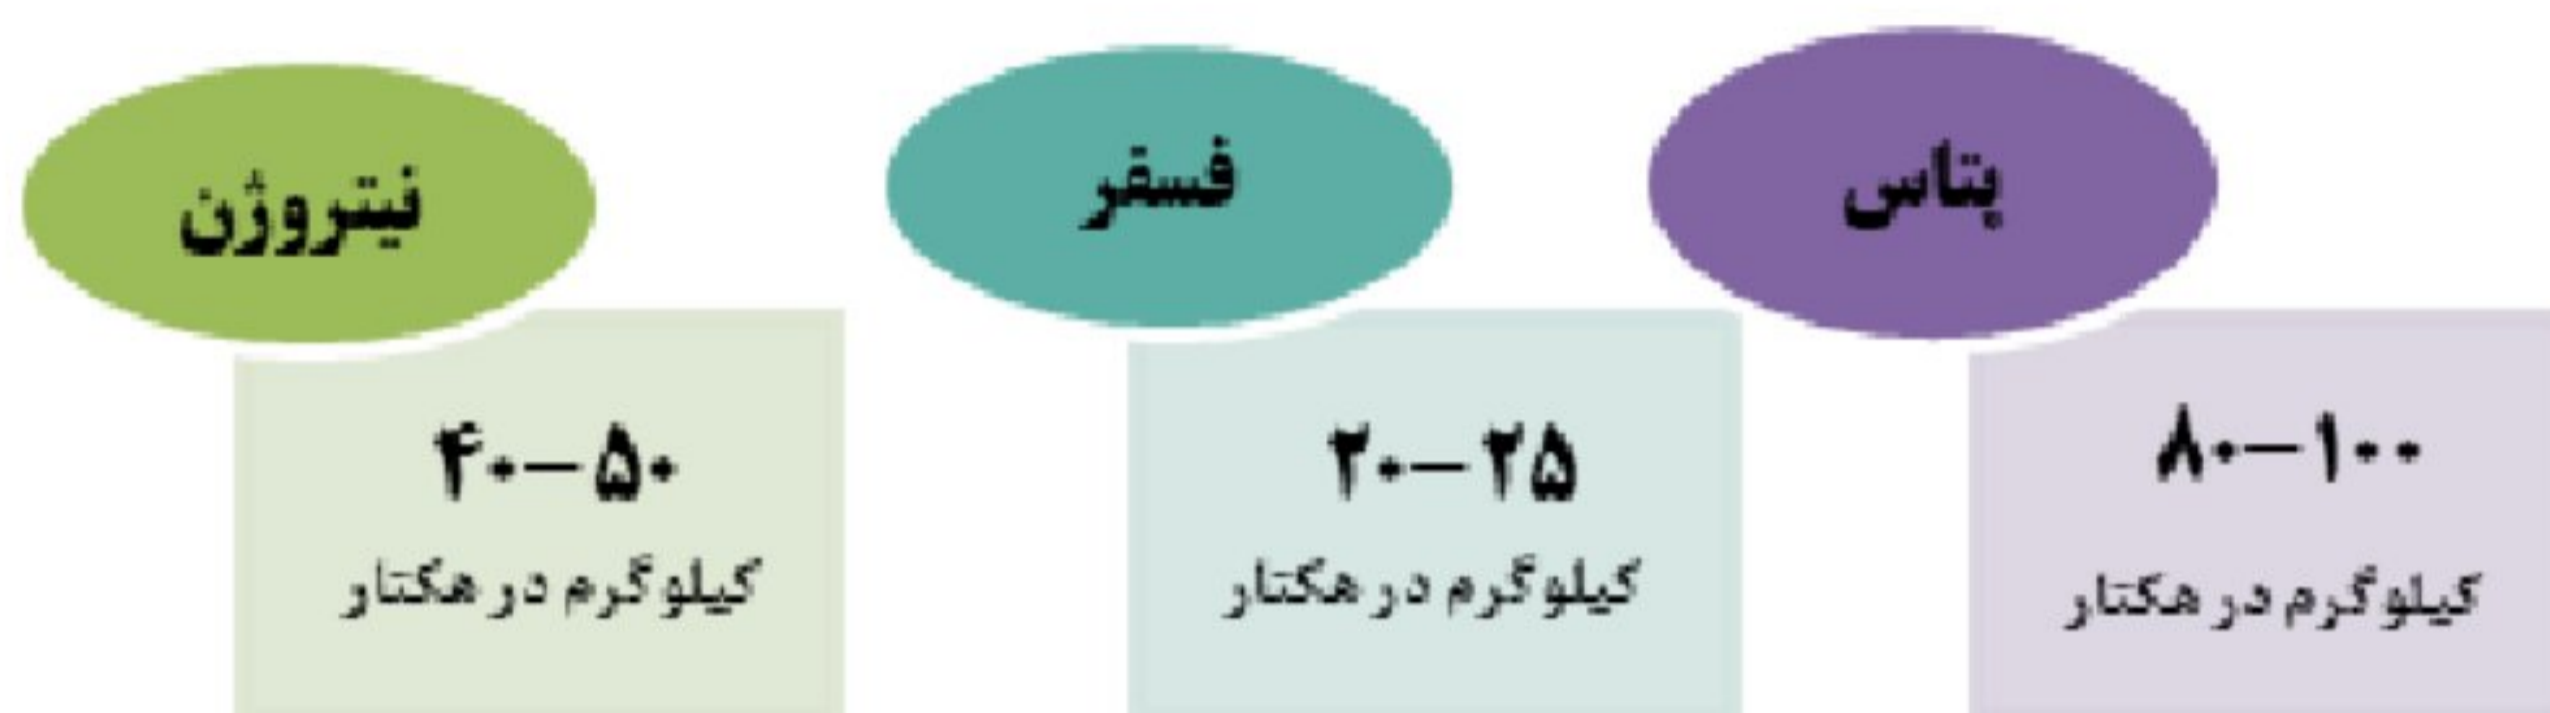 پتاس
۸۰–۱۰۰
کیلوگرم در هکتار
فسفر
۲۰–۲۵
کیلوگرم در هکتار
نیتروژن
۴۰–۵۰
کیلوگرم در هکتار